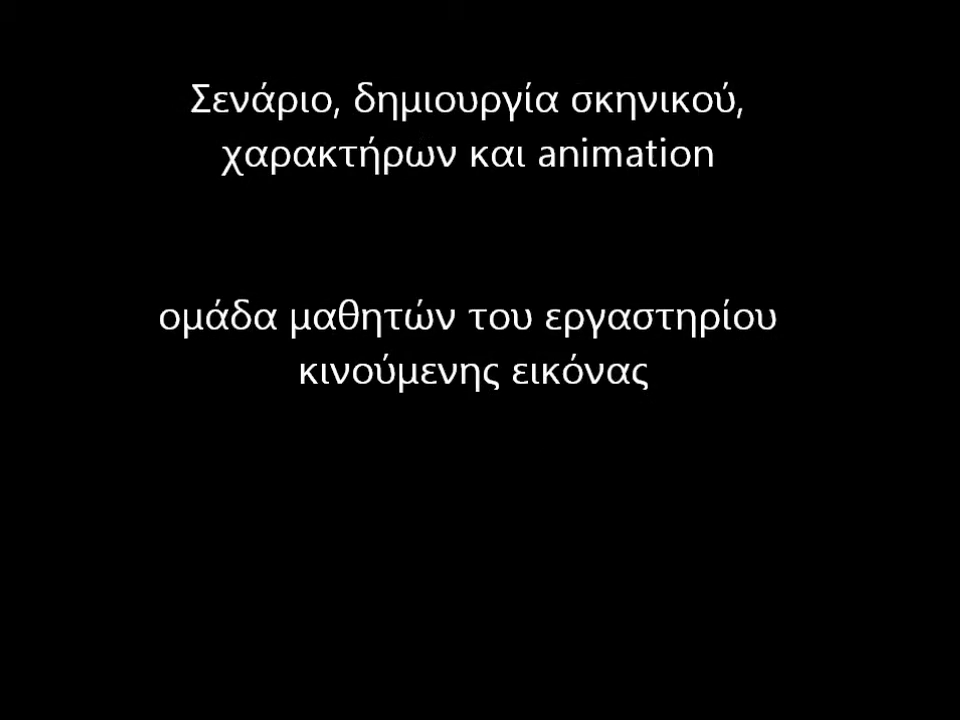 Σενάριο, δημιουργία σκηνικού,
χαρακτήρων και animation
ομάδα μαθητών του εργαστηρίου
κινούμενης εικόνας